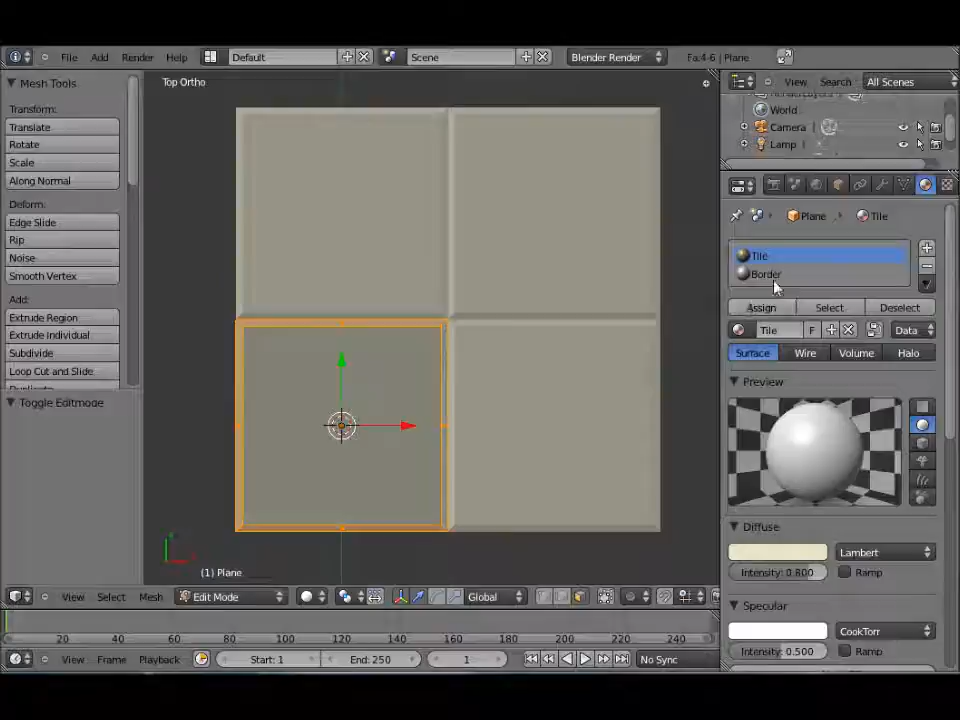 File Add Render Help Default Scene Blender Render Fa:4-6 | Plane
Mesh Tools
Transform:
Translate
Rotate
Scale
Along Normal
Deform:
Edge Slide
Rip
Noise
Smooth Vertex
Add:
Extrude Region
Extrude Individual
Subdivide
Loop Cut and Slide
Duplicate
Toggle Editmode
Top Ortho
(1) Plane
View Select Mesh Edit Mode Global
View Search All Scenes
World
Camera
Lamp
Plane Tile
Tile
Border
Assign Select Deselect
Tile F Data
Surface Wire Volume Halo
Preview
Diffuse
Lambert
Intensity: 0.800 Ramp
Specular
CookTorr
Intensity: 0.500 Ramp
20 40 60 80 100 120 140 160 180 200 220 240
View Frame Playback Start: 1 End: 250 1 No Sync